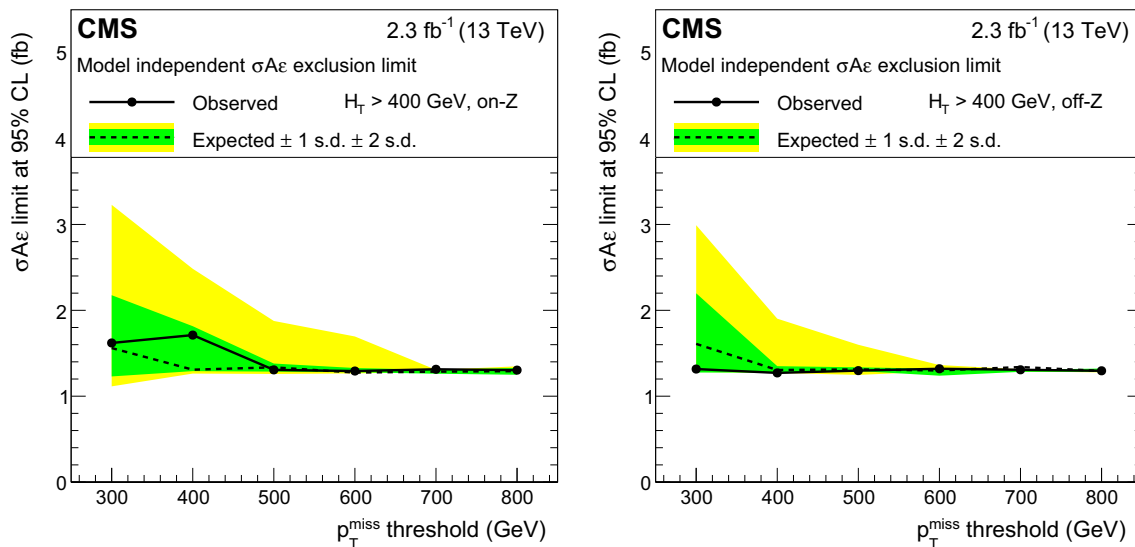 CMS 2.3 fb⁻¹ (13 TeV)
Model independent σAε exclusion limit
Observed H_T > 400 GeV, on-Z
Expected ± 1 s.d. ± 2 s.d.
σAε limit at 95% CL (fb)
5
4
3
2
1
0
300 400 500 600 700 800
p_T^miss threshold (GeV)
CMS 2.3 fb⁻¹ (13 TeV)
Model independent σAε exclusion limit
Observed H_T > 400 GeV, off-Z
Expected ± 1 s.d. ± 2 s.d.
σAε limit at 95% CL (fb)
5
4
3
2
1
0
300 400 500 600 700 800
p_T^miss threshold (GeV)